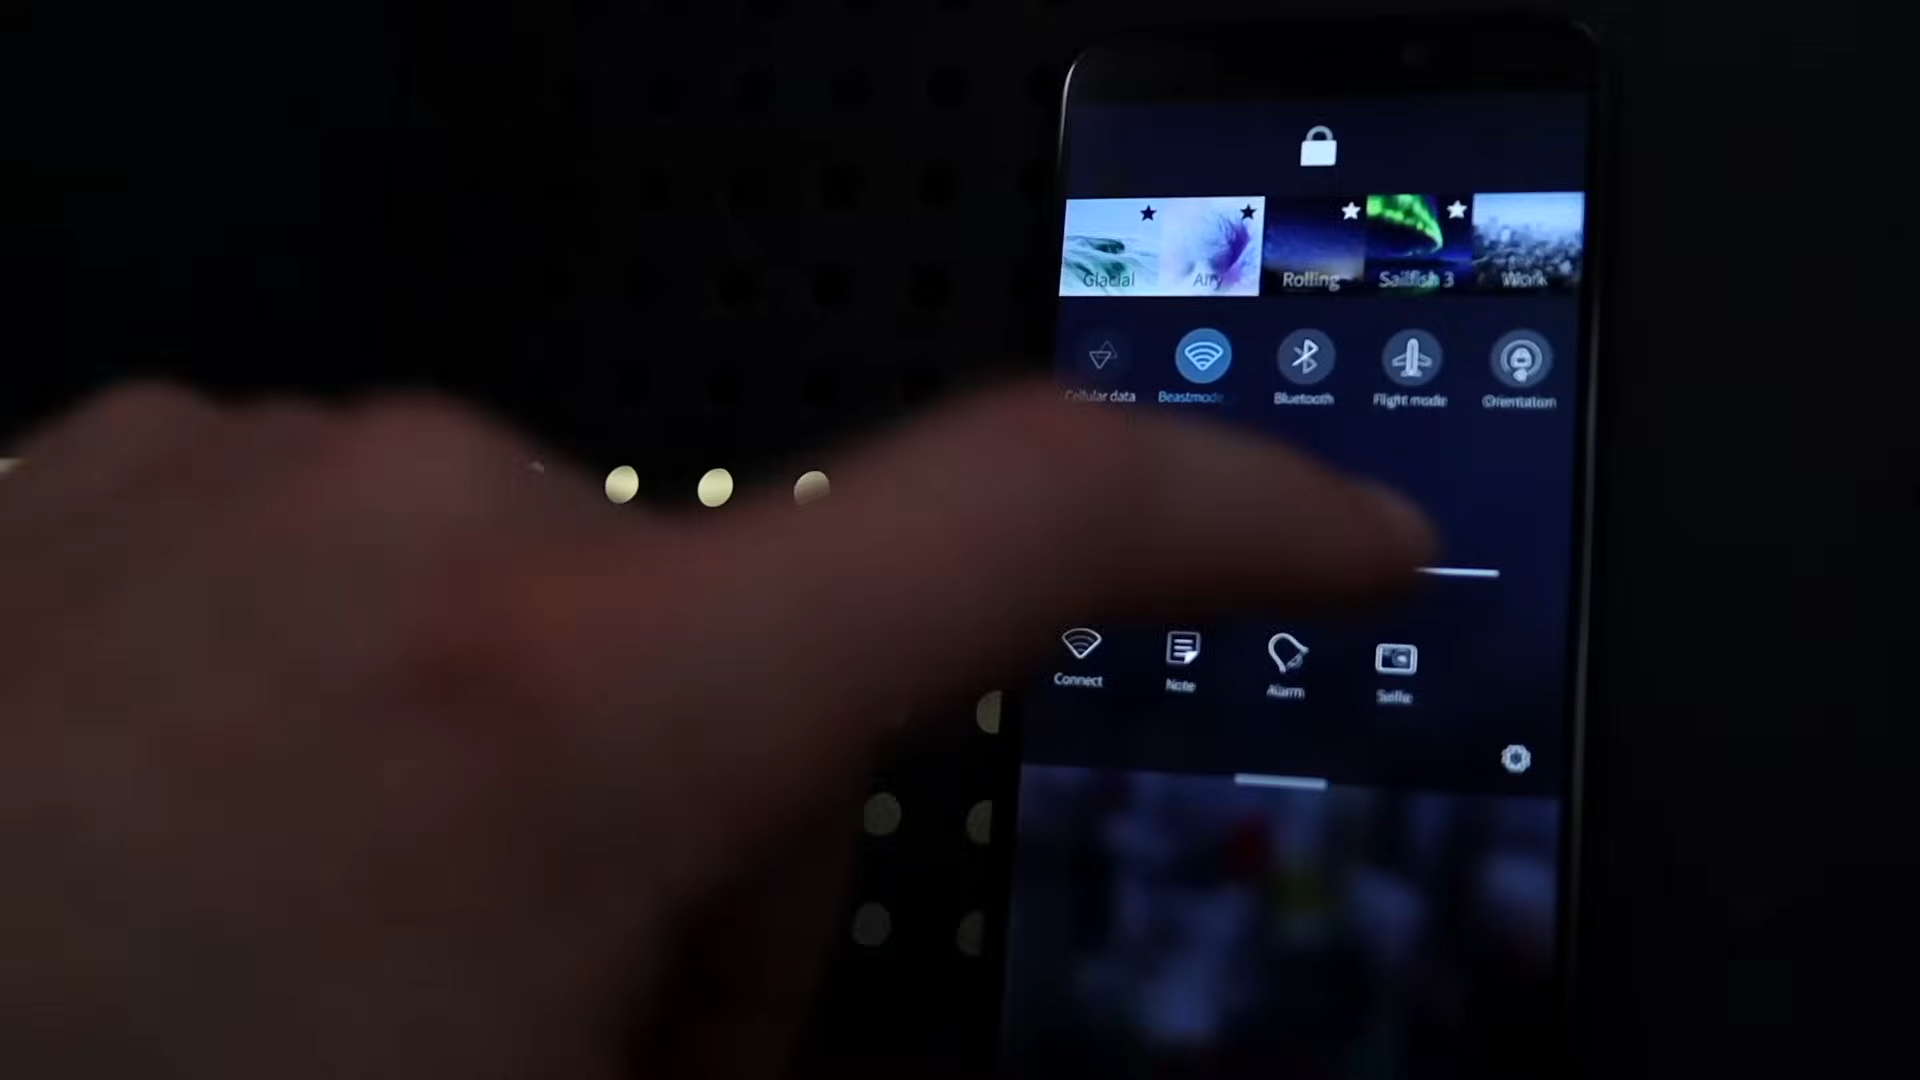 Glacial Airy Rolling Sailfish 3 Work
Cellular data Beastmode Bluetooth Flight mode Orientation
Connect Note Alarm Selfie